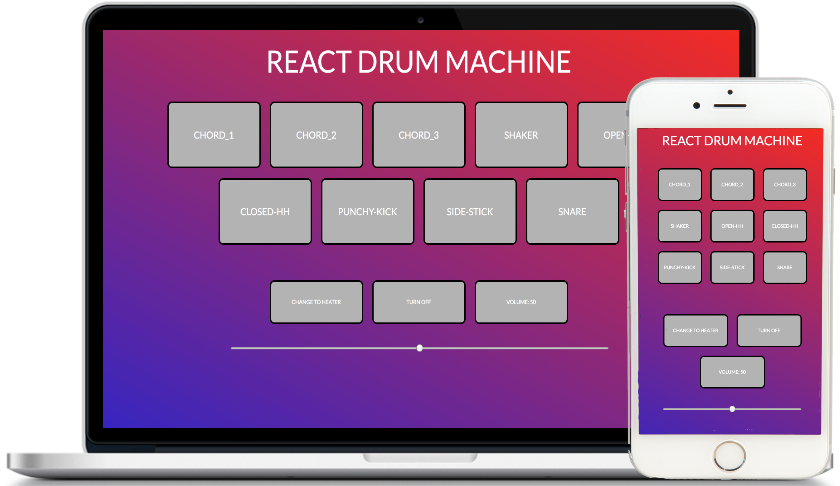 REACT DRUM MACHINE
CHORD_1 CHORD_2 CHORD_3 SHAKER OPEN
CLOSED-HH PUNCHY-KICK SIDE-STICK SNARE
CHANGE TO HEATER TURN OFF VOLUME: 50
REACT DRUM MACHINE
CHORD_1 CHORD_2 CHORD_3
SHAKER OPEN-HH CLOSED-HH
PUNCHY-KICK SIDE-STICK SNARE
CHANGE TO HEATER TURN OFF
VOLUME: 50